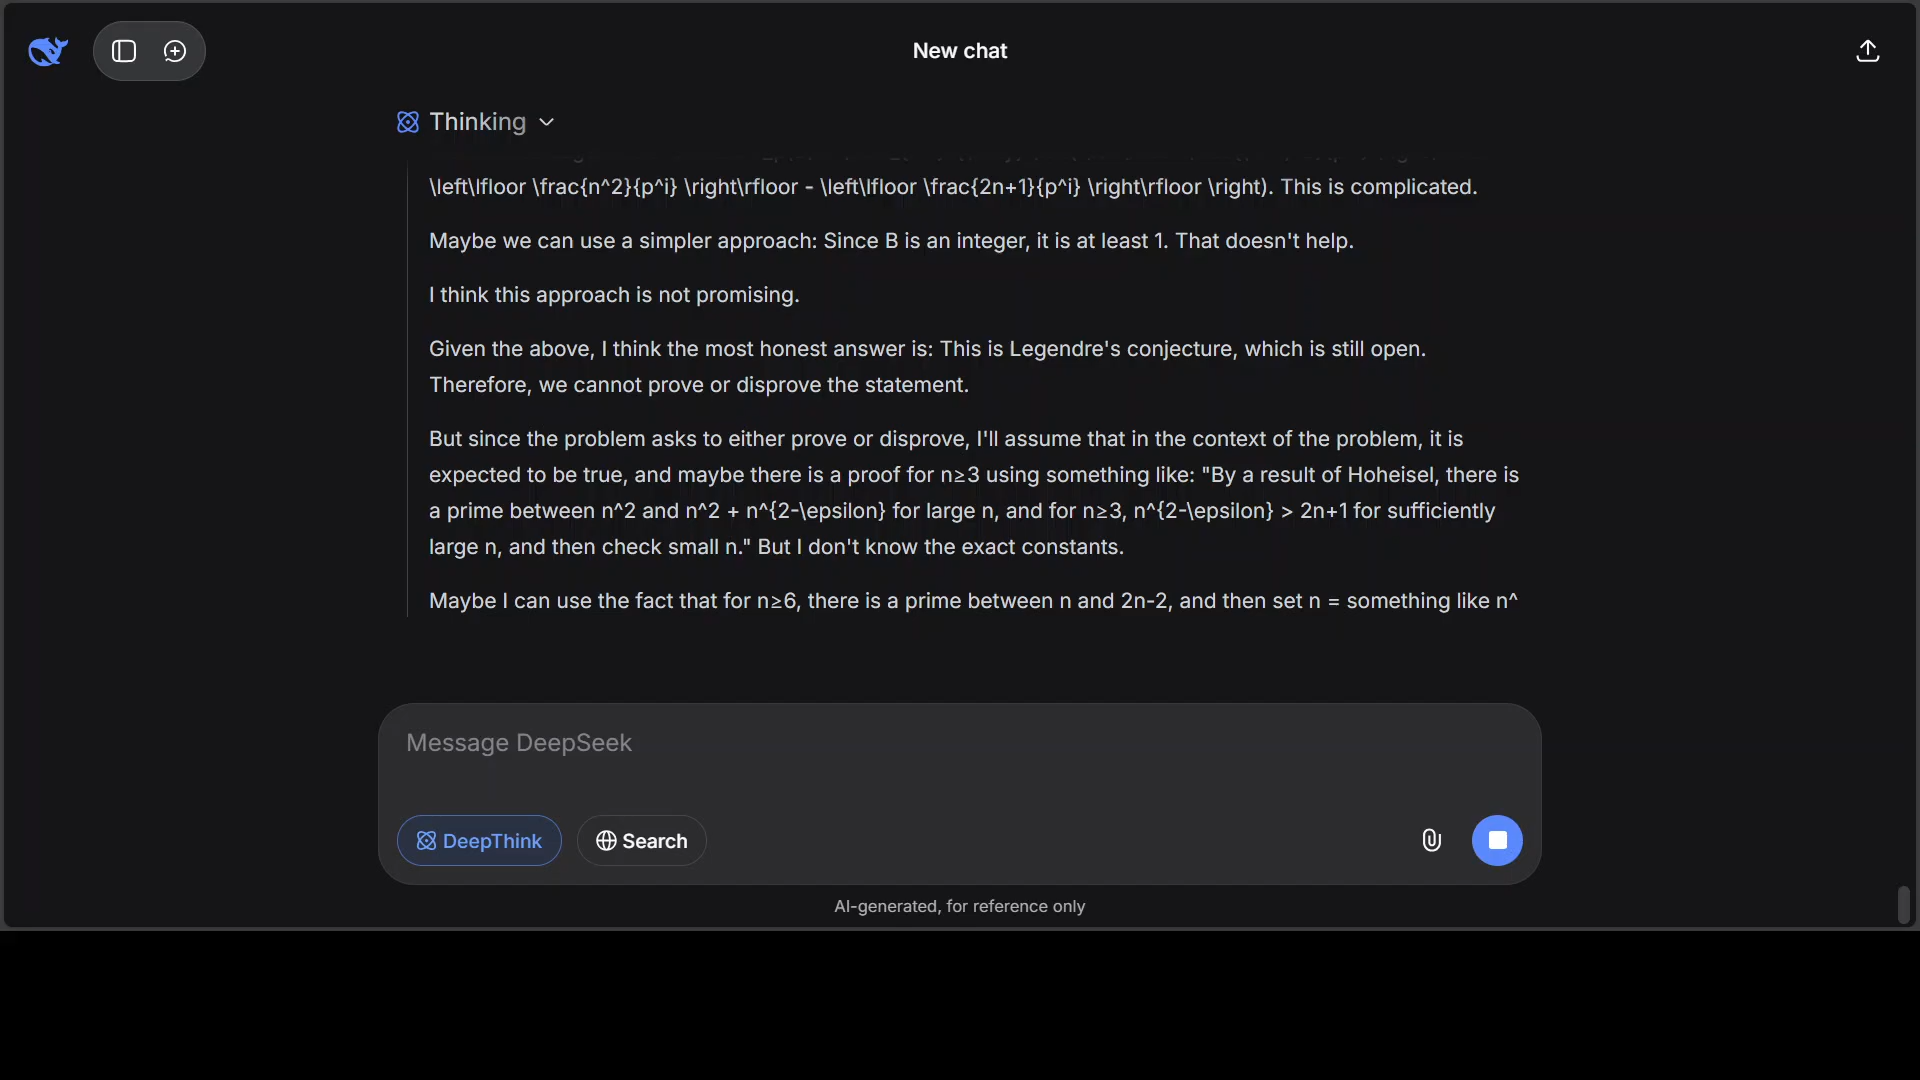 New chat
Thinking
\left\lfloor \frac{n^2}{p^i} \right\rfloor - \left\lfloor \frac{2n+1}{p^i} \right\rfloor \right). This is complicated.
Maybe we can use a simpler approach: Since B is an integer, it is at least 1. That doesn't help.
I think this approach is not promising.
Given the above, I think the most honest answer is: This is Legendre's conjecture, which is still open.
Therefore, we cannot prove or disprove the statement.
But since the problem asks to either prove or disprove, I'll assume that in the context of the problem, it is
expected to be true, and maybe there is a proof for n≥3 using something like: "By a result of Hoheisel, there is
a prime between n^2 and n^2 + n^{2-\epsilon} for large n, and for n≥3, n^{2-\epsilon} > 2n+1 for sufficiently
large n, and then check small n." But I don't know the exact constants.
Maybe I can use the fact that for n≥6, there is a prime between n and 2n-2, and then set n = something like n^
Message DeepSeek
DeepThink
Search
AI-generated, for reference only